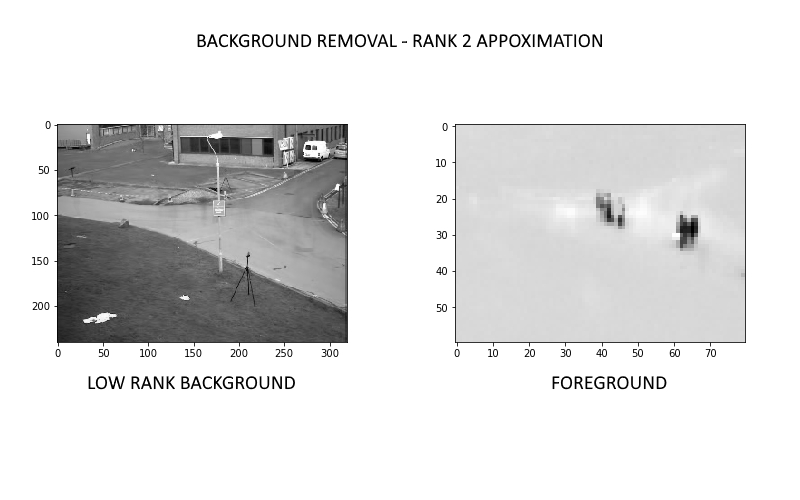 BACKGROUND REMOVAL - RANK 2 APPOXIMATION
0
50
100
150
200
0 50 100 150 200 250 300
LOW RANK BACKGROUND
0
10
20
30
40
50
0 10 20 30 40 50 60 70
FOREGROUND